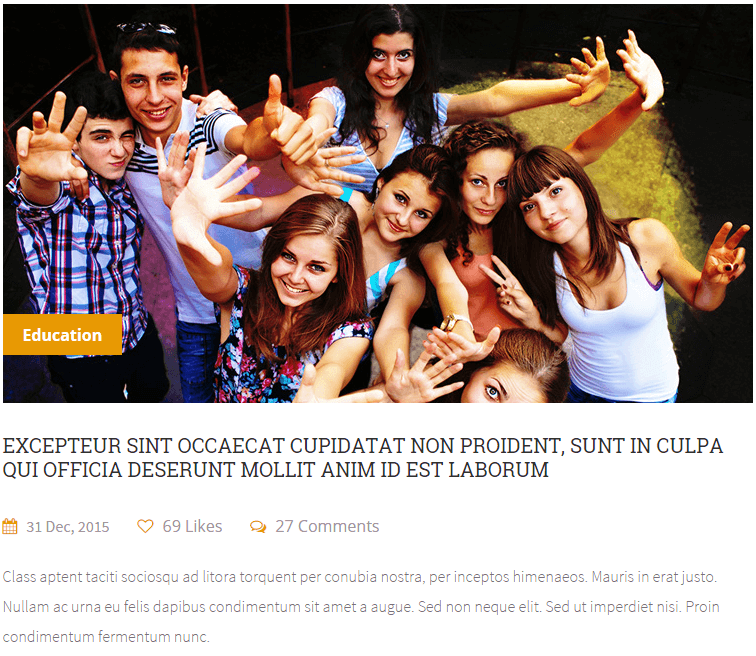 Education
EXCEPTEUR SINT OCCAECAT CUPIDATAT NON PROIDENT, SUNT IN CULPA
QUI OFFICIA DESERUNT MOLLIT ANIM ID EST LABORUM
31 Dec, 2015 69 Likes 27 Comments
Class aptent taciti sociosqu ad litora torquent per conubia nostra, per inceptos himenaeos. Mauris in erat justo.
Nullam ac urna eu felis dapibus condimentum sit amet a augue. Sed non neque elit. Sed ut imperdiet nisi. Proin
condimentum fermentum nunc.